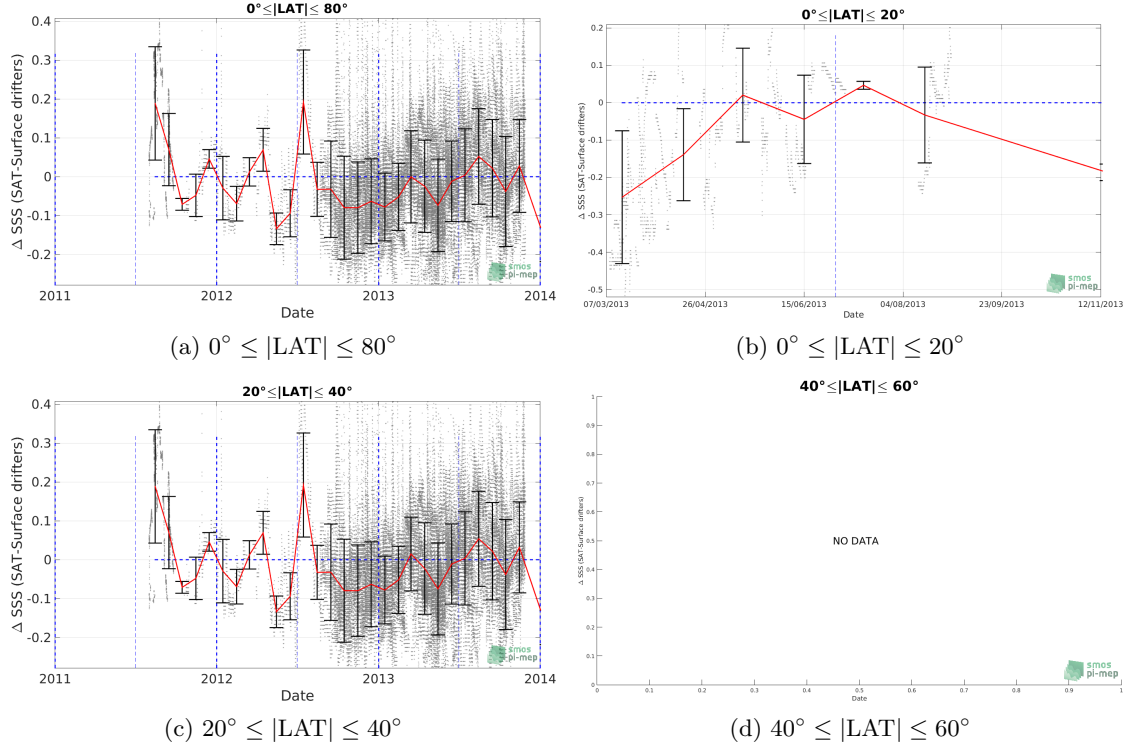 0°≤|LAT|≤ 80°
Δ SSS (SAT-Surface drifters)
0.4
0.3
0.2
0.1
0
-0.1
-0.2
2011
2012
2013
2014
Date
smos
pi-mep
(a) 0° ≤ |LAT| ≤ 80°
0°≤|LAT|≤ 20°
Δ SSS (SAT-Surface drifters)
0.2
0.1
0
-0.1
-0.2
-0.3
-0.4
-0.5
07/03/2013
26/04/2013
15/06/2013
04/08/2013
23/09/2013
12/11/2013
Date
smos
pi-mep
(b) 0° ≤ |LAT| ≤ 20°
20°≤|LAT|≤ 40°
Δ SSS (SAT-Surface drifters)
0.4
0.3
0.2
0.1
0
-0.1
-0.2
2011
2012
2013
2014
Date
smos
pi-mep
(c) 20° ≤ |LAT| ≤ 40°
40°≤|LAT|≤ 60°
Δ SSS (SAT-Surface drifters)
1
0.9
0.8
0.7
0.6
0.5
0.4
0.3
0.2
0.1
0
NO DATA
0
0.1
0.2
0.3
0.4
0.5
0.6
0.7
0.8
0.9
1
Date
smos
pi-mep
(d) 40° ≤ |LAT| ≤ 60°